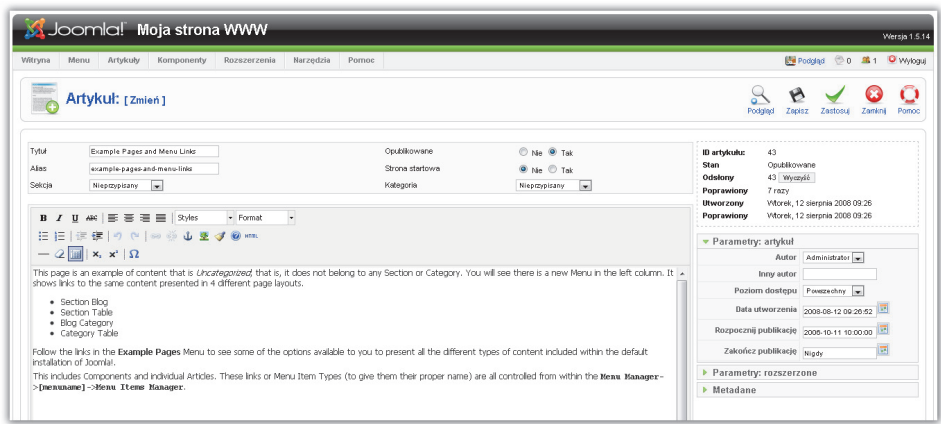 Joomla! Moja strona WWW
Wersja 1.5.14
Witryna Menu Artykuły Komponenty Rozszerzenia Narzędzia Pomoc
Podgląd 0 1 Wyloguj
Artykuł: [ Zmień ]
Podgląd Zapisz Zastosuj Zamknij Pomoc
Tytuł Example Pages and Menu Links Opublikowane Nie Tak
Alias example-pages-and-menu-links Strona startowa Nie Tak
Sekcja Nieprzypisany Kategoria Nieprzypisany
ID artykułu: 43
Stan Opublikowane
Odsłony 43 Wyczyść
Poprawiony 7 razy
Utworzony Wtorek, 12 sierpnia 2008 09:26
Poprawiony Wtorek, 12 sierpnia 2008 09:26
B I U ABC Styles Format
HTML
x₂ x² Ω
This page is an example of content that is Uncategorized; that is, it does not belong to any Section or Category. You will see there is a new Menu in the left column. It
shows links to the same content presented in 4 different page layouts.
Section Blog
Section Table
Blog Category
Category Table
Follow the links in the Example Pages Menu to see some of the options available to you to present all the different types of content included within the default
installation of Joomla!.
This includes Components and individual Articles. These links or Menu Item Types (to give them their proper name) are all controlled from within the Menu Manager-
>[menuname]->Menu Items Manager.
Parametry: artykuł
Autor Administrator
Inny autor
Poziom dostępu Powszechny
Data utworzenia 2008-08-12 09:26:52
Rozpocznij publikację 2006-10-11 10:00:00
Zakończ publikację Nigdy
Parametry: rozszerzone
Metadane